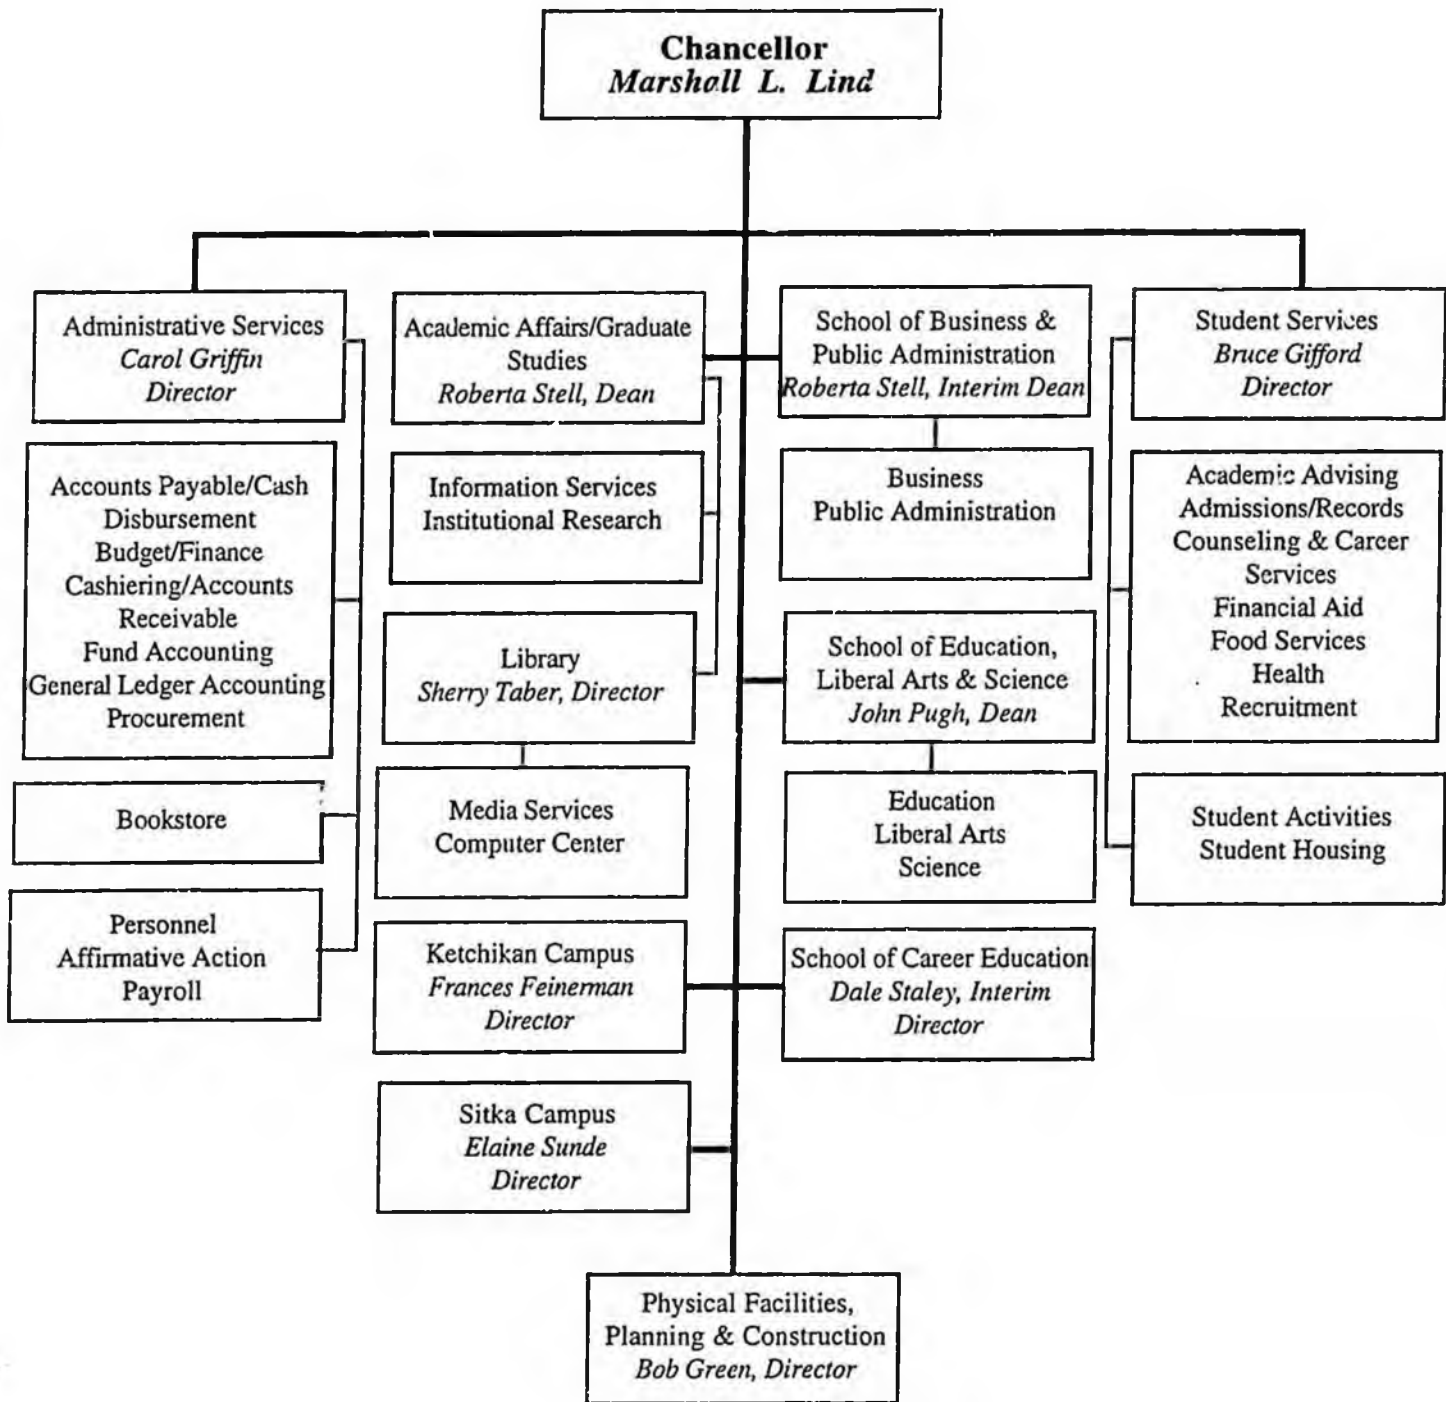 Chancellor
Marshall L. Lind
Administrative Services
Carol Griffin
Director
Academic Affairs/Graduate
Studies
Roberta Stell, Dean
School of Business &
Public Administration
Roberta Stell, Interim Dean
Student Services
Bruce Gifford
Director
Accounts Payable/Cash
Disbursement
Budget/Finance
Cashiering/Accounts
Receivable
Fund Accounting
General Ledger Accounting
Procurement
Information Services
Institutional Research
Business
Public Administration
Academic Advising
Admissions/Records
Counseling & Career
Services
Financial Aid
Food Services
Health
Recruitment
Library
Sherry Taber, Director
School of Education,
Liberal Arts & Science
John Pugh, Dean
Bookstore
Media Services
Computer Center
Education
Liberal Arts
Science
Student Activities
Student Housing
Personnel
Affirmative Action
Payroll
Ketchikan Campus
Frances Feinerman
Director
School of Career Education
Dale Staley, Interim
Director
Sitka Campus
Elaine Sunde
Director
Physical Facilities,
Planning & Construction
Bob Green, Director